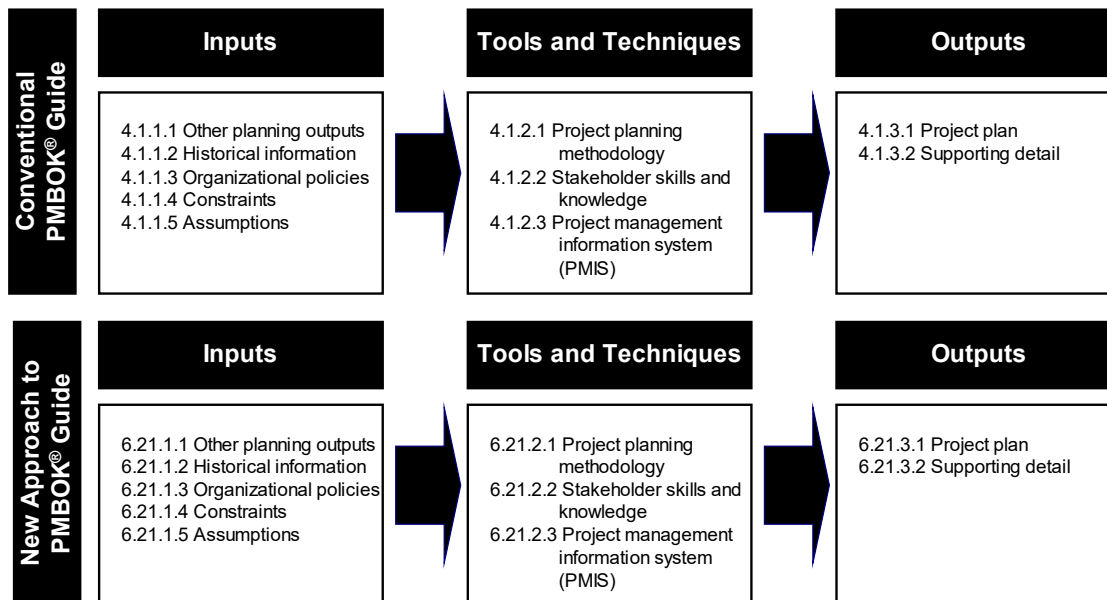 Conventional
PMBOK® Guide
Inputs
Tools and Techniques
Outputs
4.1.1.1 Other planning outputs
4.1.1.2 Historical information
4.1.1.3 Organizational policies
4.1.1.4 Constraints
4.1.1.5 Assumptions
4.1.2.1 Project planning
methodology
4.1.2.2 Stakeholder skills and
knowledge
4.1.2.3 Project management
information system
(PMIS)
4.1.3.1 Project plan
4.1.3.2 Supporting detail
New Approach to
PMBOK® Guide
Inputs
Tools and Techniques
Outputs
6.21.1.1 Other planning outputs
6.21.1.2 Historical information
6.21.1.3 Organizational policies
6.21.1.4 Constraints
6.21.1.5 Assumptions
6.21.2.1 Project planning
methodology
6.21.2.2 Stakeholder skills and
knowledge
6.21.2.3 Project management
information system
(PMIS)
6.21.3.1 Project plan
6.21.3.2 Supporting detail